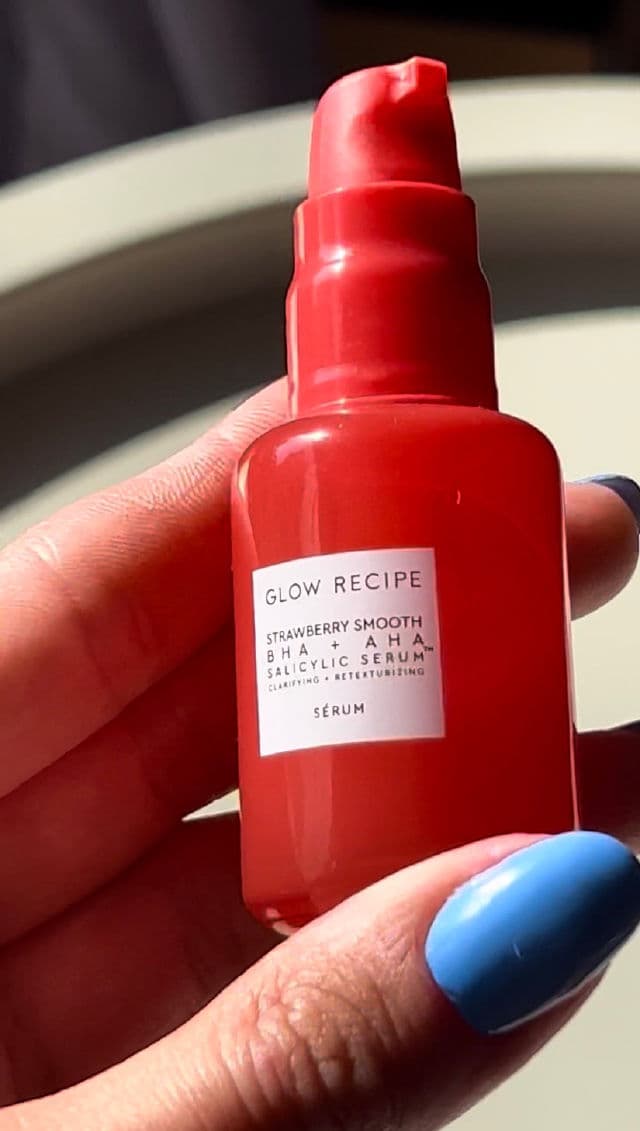 GLOW RECIPE
STRAWBERRY SMOOTH
BHA + AHA
SALICYLIC SERUM™
CLARIFYING + RETEXTURIZING
SÉRUM